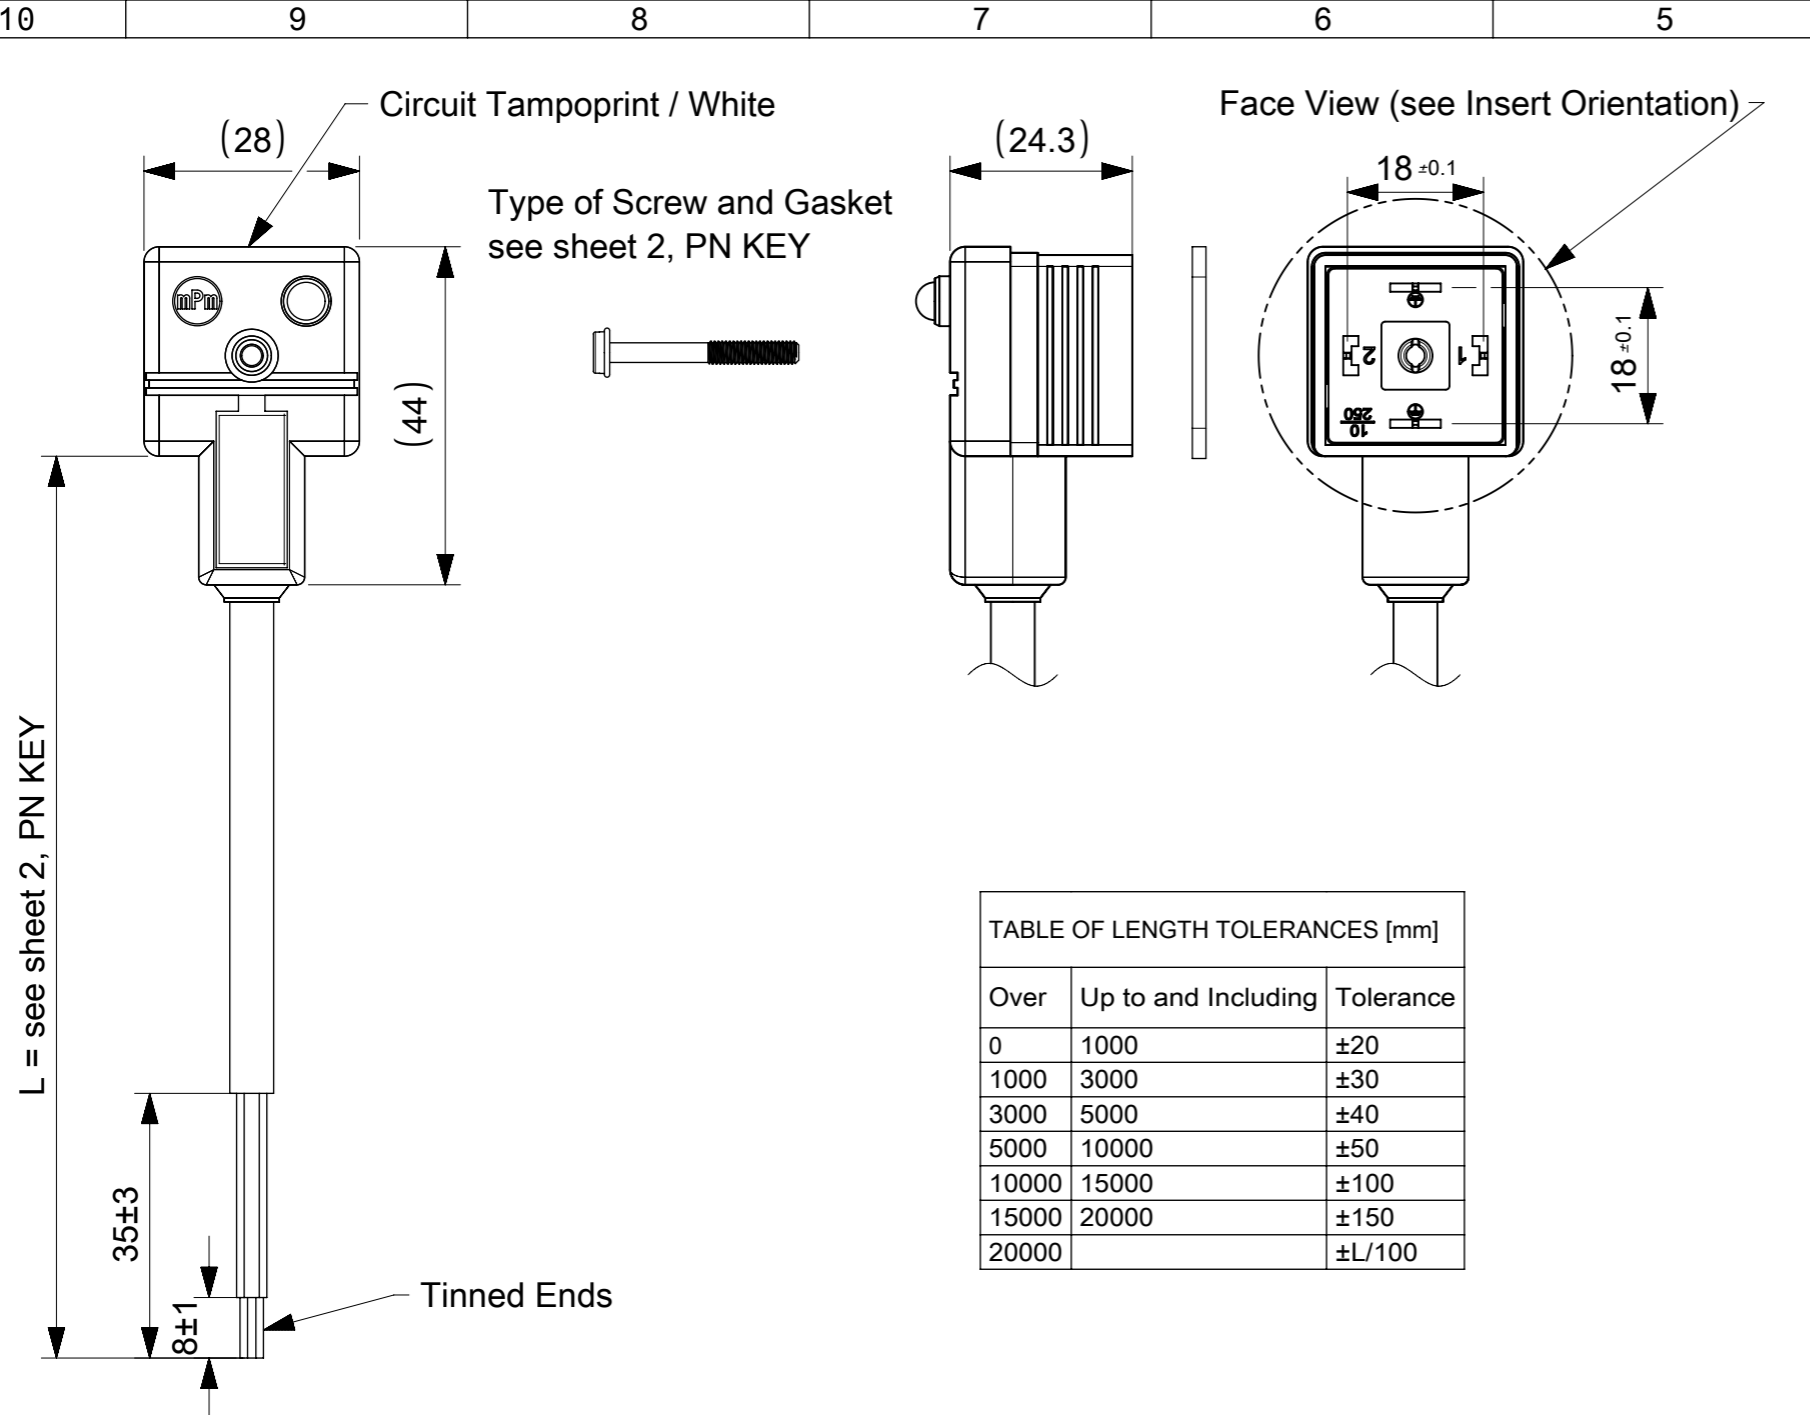 10 9 8 7 6 5
Circuit Tampoprint / White
(28)
Type of Screw and Gasket
see sheet 2, PN KEY
(24.3)
Face View (see Insert Orientation)
18 ±0.1
18 ±0.1
mPm
(44)
2
1
10
250
L = see sheet 2, PN KEY
35±3
8±1
Tinned Ends
TABLE OF LENGTH TOLERANCES [mm]
Over Up to and Including Tolerance
0 1000 ±20
1000 3000 ±30
3000 5000 ±40
5000 10000 ±50
10000 15000 ±100
15000 20000 ±150
20000 ±L/100